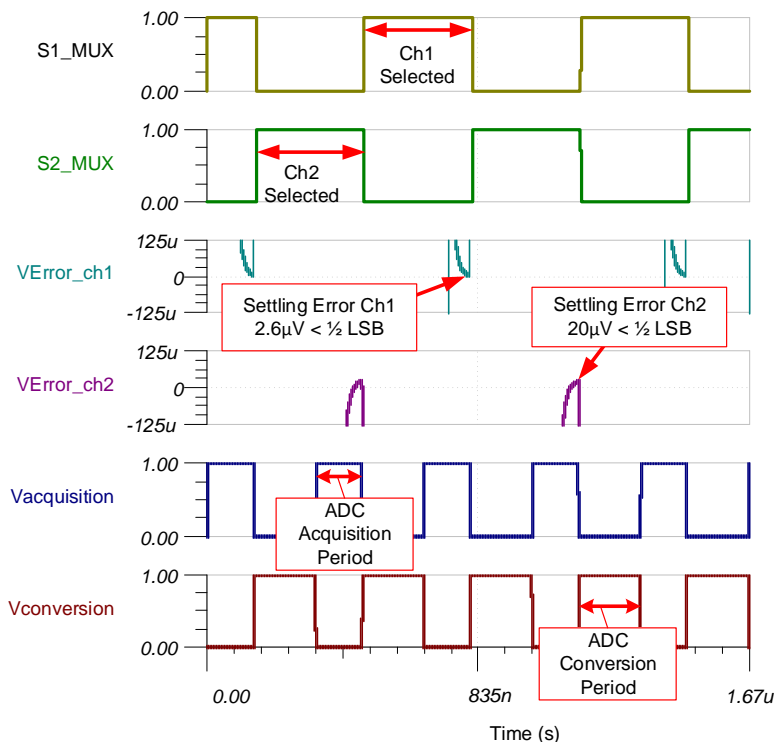 1.00
S1_MUX
Ch1
Selected
0.00
1.00
S2_MUX
Ch2
Selected
0.00
125u
VError_ch1
0
-125u
Settling Error Ch1
2.6µV < ½ LSB
Settling Error Ch2
20µV < ½ LSB
125u
VError_ch2
0
-125u
1.00
Vacquisition
ADC
Acquisition
Period
0.00
1.00
Vconversion
0.00
ADC
Conversion
Period
0.00
835n
1.67u
Time (s)